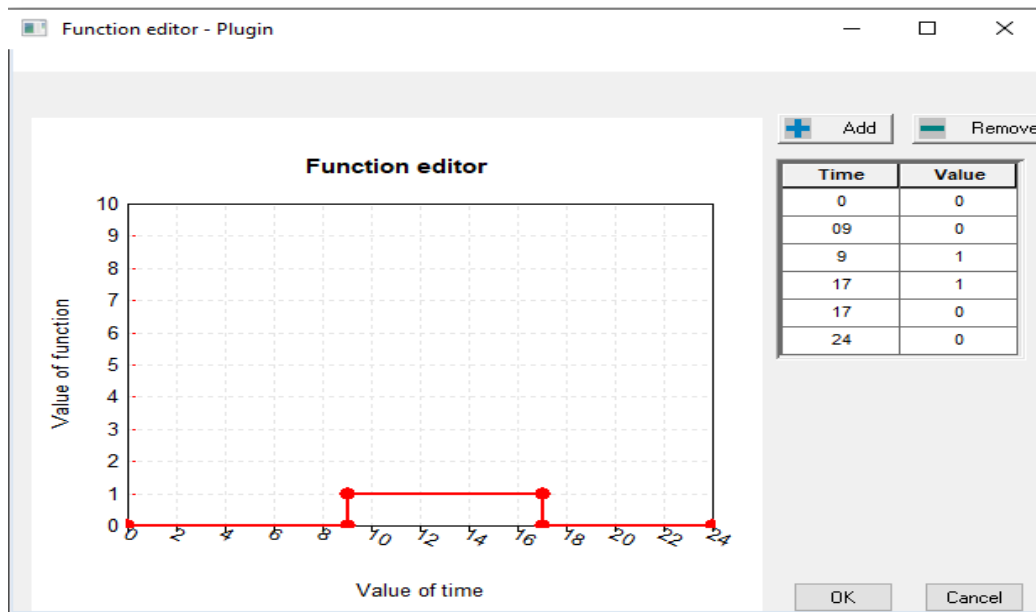 Function editor - Plugin
Add
Remove
Function editor
Time Value
0 0
09 0
9 1
17 1
17 0
24 0
10
9
8
7
6
5
4
3
2
1
0
Value of function
0 2 4 6 8 10 12 14 16 18 20 22 24
Value of time
OK
Cancel